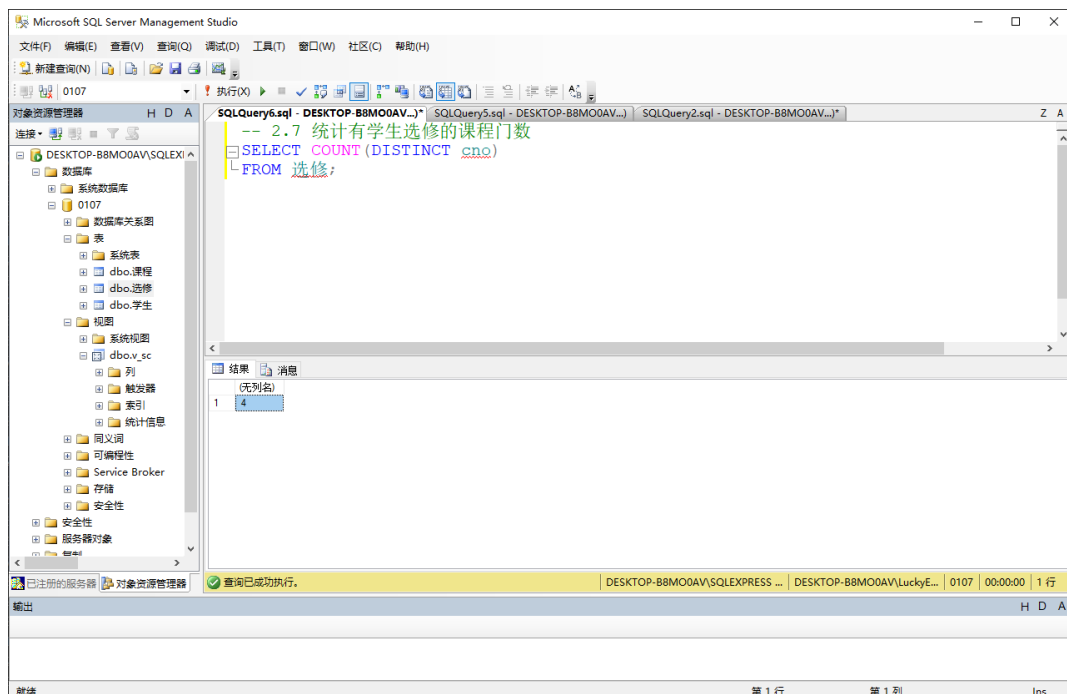 Microsoft SQL Server Management Studio
文件(F) 编辑(E) 查看(V) 查询(Q) 调试(D) 工具(T) 窗口(W) 社区(C) 帮助(H)
新建查询(N)
0107 执行(X)
对象资源管理器 H D A
SQLQuery6.sql - DESKTOP-B8MO0AV...)* SQLQuery5.sql - DESKTOP-B8MO0AV...) SQLQuery2.sql - DESKTOP-B8MO0AV...)* Z A
连接
DESKTOP-B8MO0AV\SQLEXI
数据库
系统数据库
0107
数据库关系图
表
系统表
dbo.课程
dbo.选修
dbo.学生
视图
系统视图
dbo.v_sc
列
触发器
索引
统计信息
同义词
可编程性
Service Broker
存储
安全性
安全性
服务器对象
已注册的服务器 对象资源管理器
-- 2.7 统计有学生选修的课程门数
SELECT COUNT(DISTINCT cno)
FROM 选修;
结果 消息
(无列名)
1 4
查询已成功执行。 DESKTOP-B8MO0AV\SQLEXPRESS ... DESKTOP-B8MO0AV\LuckyE... 0107 00:00:00 1 行
输出 H D A
就绪 第 1 行 第 1 列 Ins